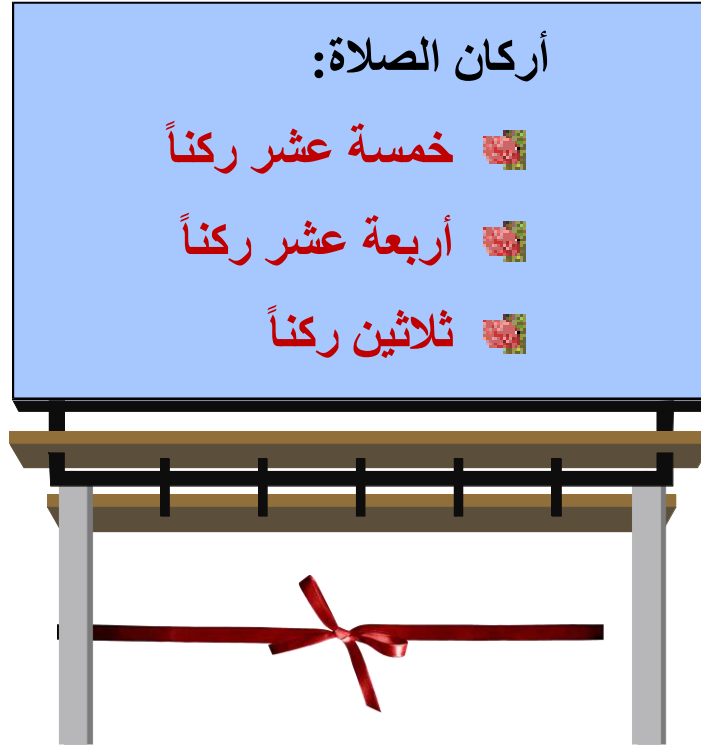 أركان الصلاة:
خمسة عشر ركناً
أربعة عشر ركناً
ثلاثين ركناً